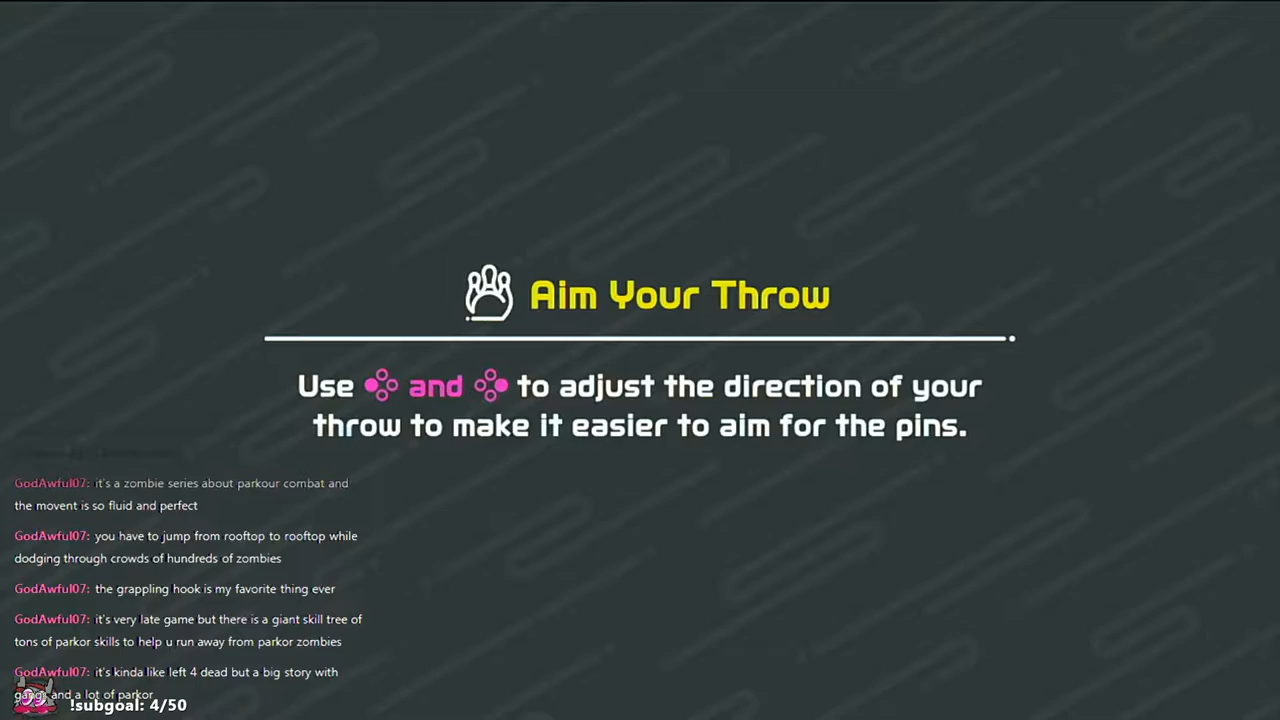 Aim Your Throw
Use and to adjust the direction of your
throw to make it easier to aim for the pins.
GodAwful07: it's a zombie series about parkour combat and
the movent is so fluid and perfect
GodAwful07: you have to jump from rooftop to rooftop while
dodging through crowds of hundreds of zombies
GodAwful07: the grappling hook is my favorite thing ever
GodAwful07: it's very late game but there is a giant skill tree of
tons of parkor skills to help u run away from parkor zombies
GodAwful07: it's kinda like left 4 dead but a big story with
and a lot of parkor
!subgoal: 4/50